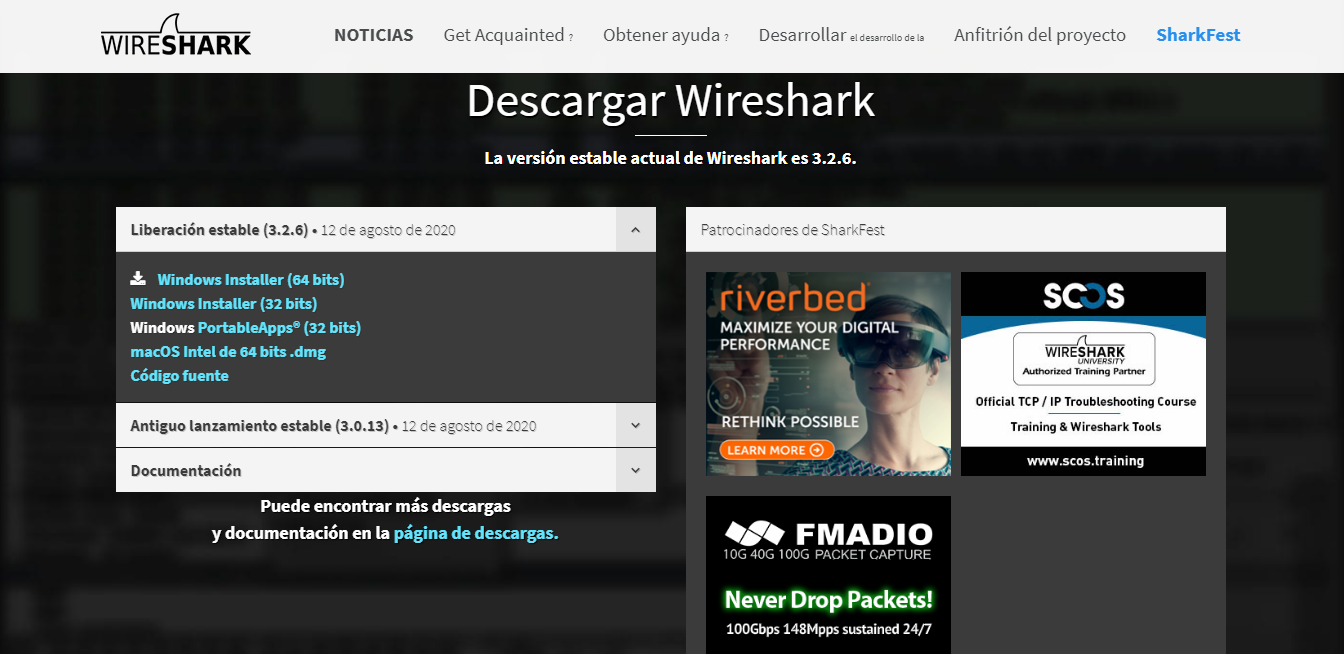 WIRESHARK
NOTICIAS
Get Acquainted ?
Obtener ayuda ?
Desarrollar el desarrollo de la
Anfitrión del proyecto
SharkFest
Descargar Wireshark
La versión estable actual de Wireshark es 3.2.6.
Liberación estable (3.2.6) • 12 de agosto de 2020
Windows Installer (64 bits)
Windows Installer (32 bits)
Windows PortableApps® (32 bits)
macOS Intel de 64 bits .dmg
Código fuente
Antiguo lanzamiento estable (3.0.13) • 12 de agosto de 2020
Documentación
Puede encontrar más descargas
y documentación en la página de descargas.
Patrocinadores de SharkFest
riverbed
MAXIMIZE YOUR DIGITAL
PERFORMANCE
RETHINK POSSIBLE
LEARN MORE
SCOS
WIRESHARK
UNIVERSITY
Authorized Training Partner
Official TCP / IP Troubleshooting Course
Training & Wireshark Tools
www.scos.training
FMADIO
10G 40G 100G PACKET CAPTURE
Never Drop Packets!
100Gbps 148Mpps sustained 24/7